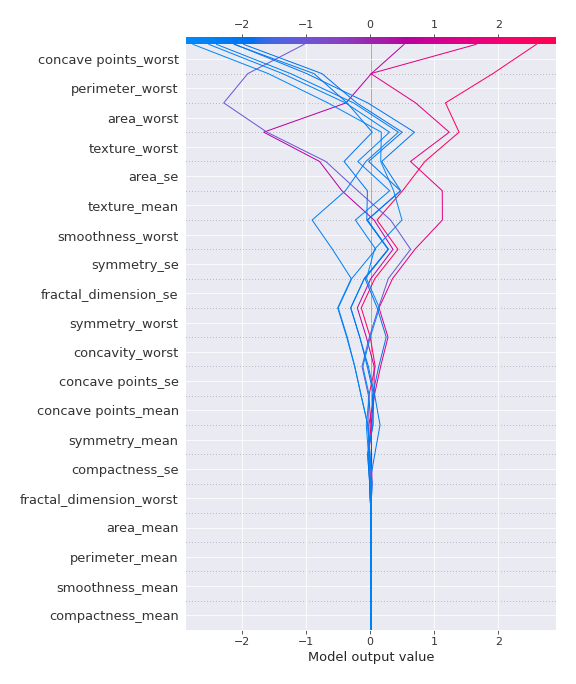 −2 −1 0 1 2
concave points_worst
perimeter_worst
area_worst
texture_worst
area_se
texture_mean
smoothness_worst
symmetry_se
fractal_dimension_se
symmetry_worst
concavity_worst
concave points_se
concave points_mean
symmetry_mean
compactness_se
fractal_dimension_worst
area_mean
perimeter_mean
smoothness_mean
compactness_mean
−2 −1 0 1 2
Model output value